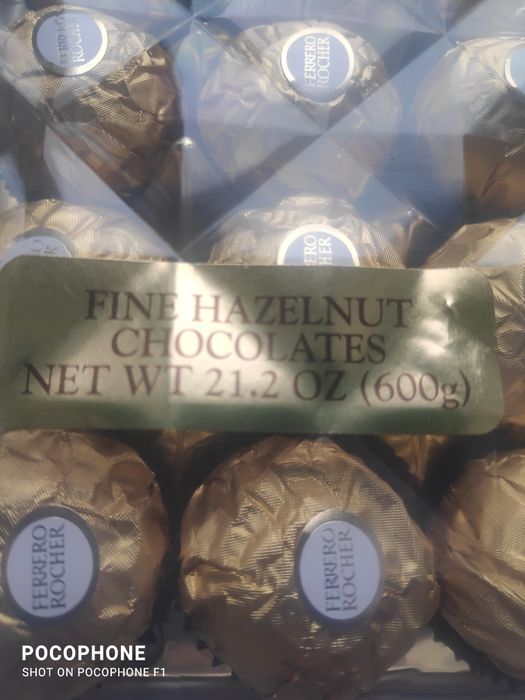 FERRERO
ROCHER
FERRERO
ROCHER
FINE HAZELNUT
CHOCOLATES
NET WT 21.2 OZ (600g)
FERRERO
ROCHER
FERRERO
ROCHER
POCOPHONE
SHOT ON POCOPHONE F1